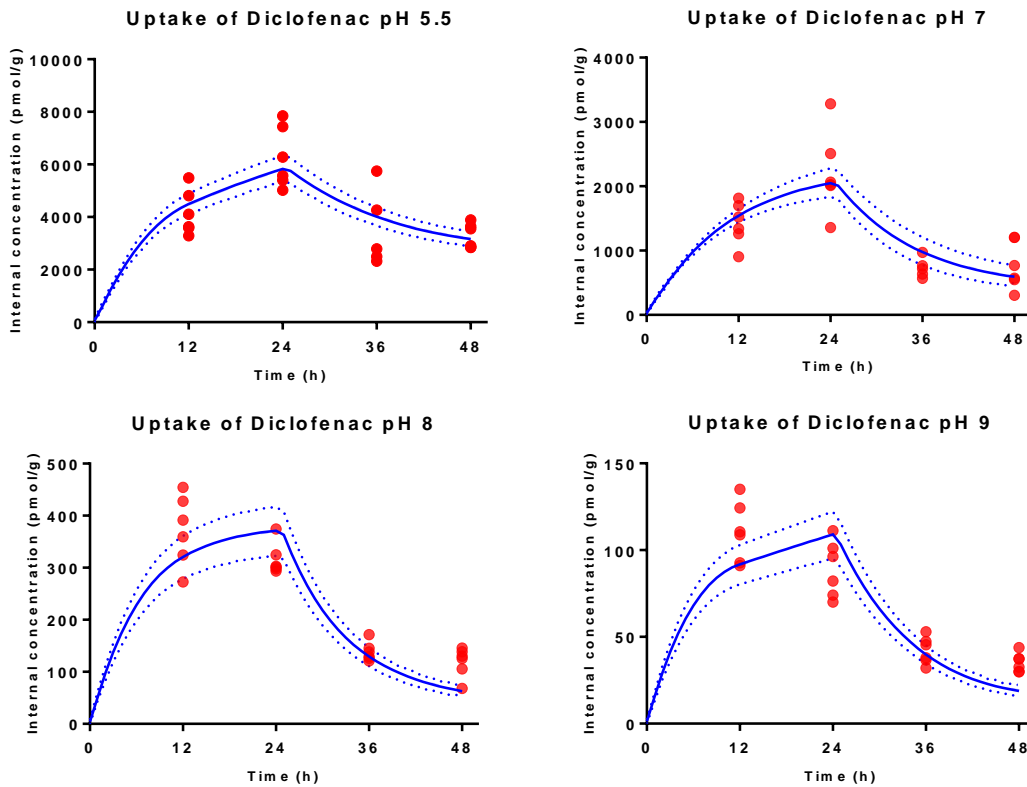 Uptake of Diclofenac pH 5.5
Internal concentration (pmol/g)
10000
8000
6000
4000
2000
0
0 12 24 36 48
Time (h)
Uptake of Diclofenac pH 7
Internal concentration (pmol/g)
4000
3000
2000
1000
0
0 12 24 36 48
Time (h)
Uptake of Diclofenac pH 8
Internal concentration (pmol/g)
500
400
300
200
100
0
0 12 24 36 48
Time (h)
Uptake of Diclofenac pH 9
Internal concentration (pmol/g)
150
100
50
0
0 12 24 36 48
Time (h)